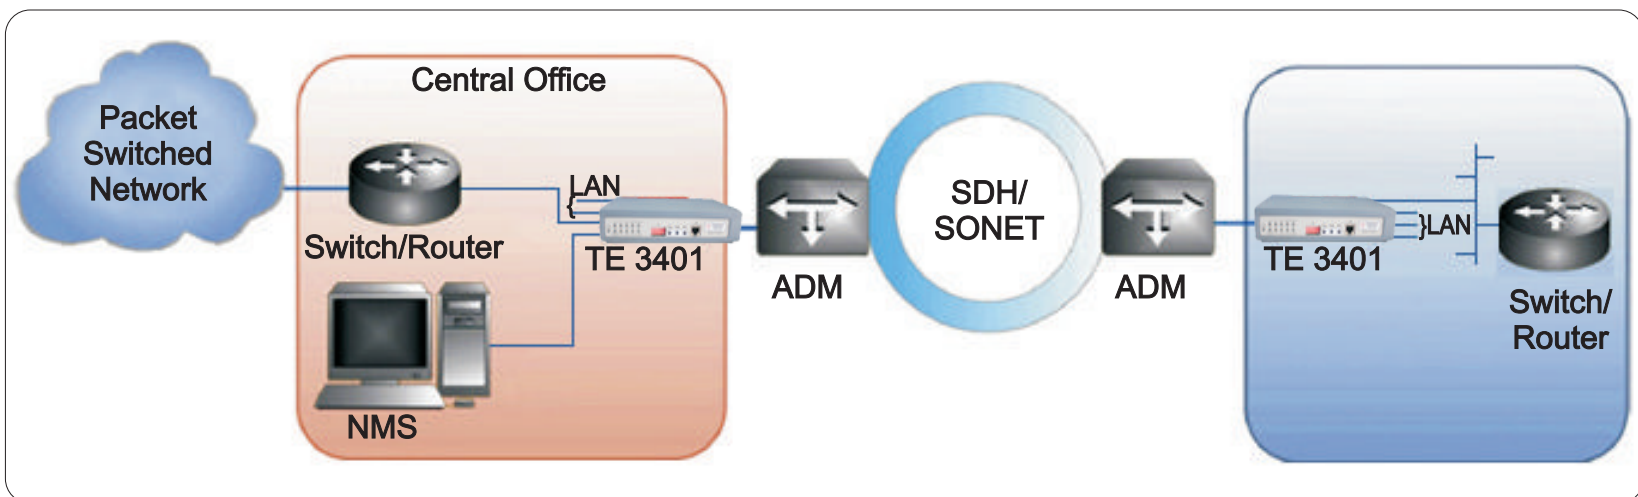 Central Office
Packet
Switched
Network
LAN
{
Switch/Router
TE 3401
NMS
ADM
SDH/
SONET
ADM
TE 3401
}LAN
Switch/
Router